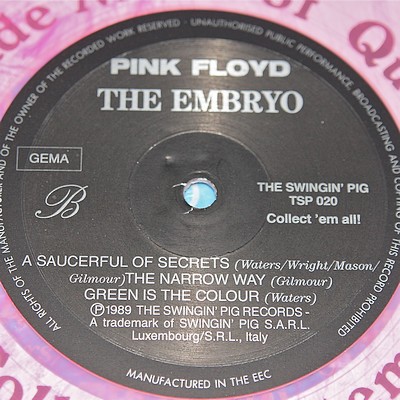 ALL RIGHTS OF THE MANUFACTURER AND OF THE OWNER OF THE RECORDED WORK RESERVED · UNAUTHORISED PUBLIC PERFORMANCE, BROADCASTING AND COPYING OF THIS RECORD PROHIBITED
PINK FLOYD
THE EMBRYO
GEMA
B
THE SWINGIN' PIG
TSP 020
Collect 'em all!
A SAUCERFUL OF SECRETS (Waters/Wright/Mason/
Gilmour)THE NARROW WAY (Gilmour)
GREEN IS THE COLOUR (Waters)
Ⓟ1989 THE SWINGIN' PIG RECORDS -
A trademark of SWINGIN' PIG S.A.R.L.
Luxembourg/S.R.L., Italy
MANUFACTURED IN THE EEC